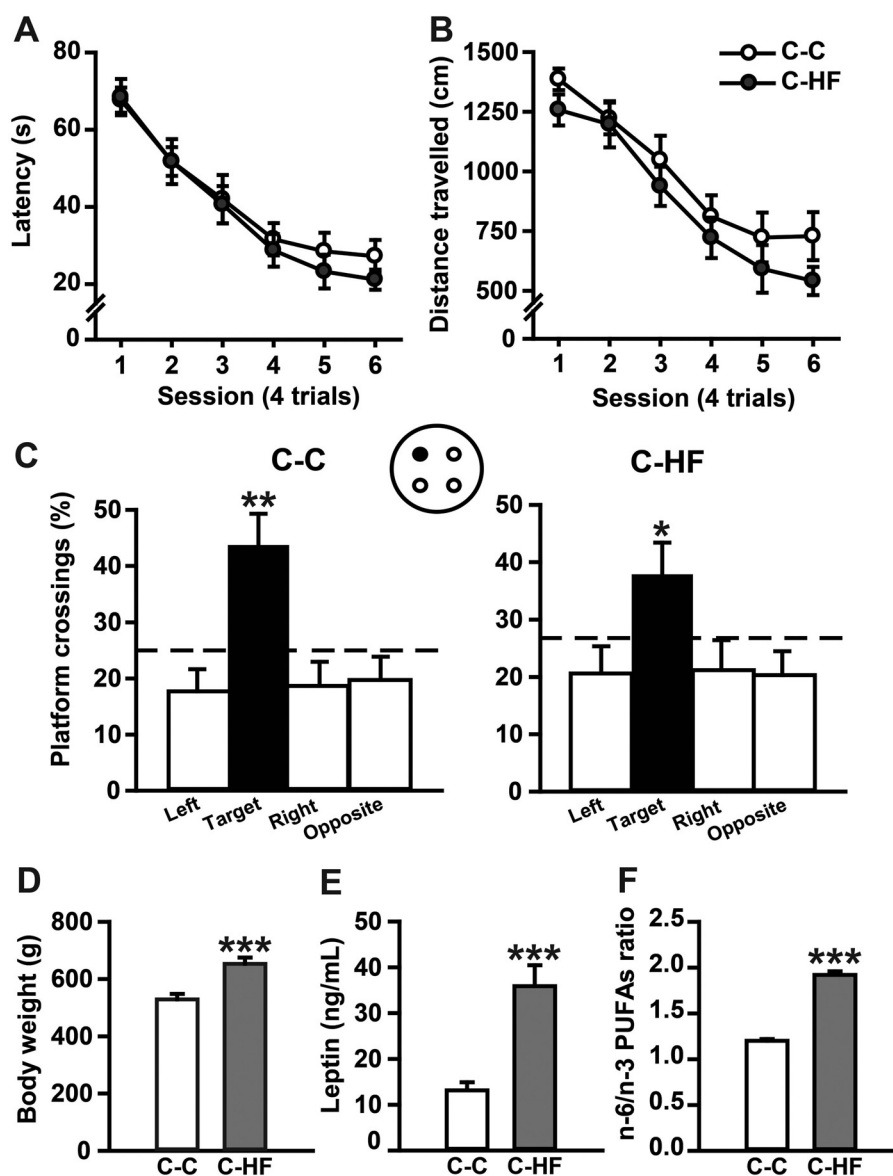 A
Latency (s)
80
60
40
20
0
1 2 3 4 5 6
Session (4 trials)
B
Distance travelled (cm)
1500
1250
1000
750
500
0
1 2 3 4 5 6
Session (4 trials)
C-C
C-HF
C
C-C
Platform crossings (%)
50
40
30
20
10
0
**
Left Target Right Opposite
C-HF
50
40
30
20
10
0
*
Left Target Right Opposite
D
Body weight (g)
800
600
400
200
0
***
C-C C-HF
E
Leptin (ng/mL)
50
40
30
20
10
0
***
C-C C-HF
F
n-6/n-3 PUFAs ratio
2.5
2.0
1.5
1.0
0.5
0.0
***
C-C C-HF